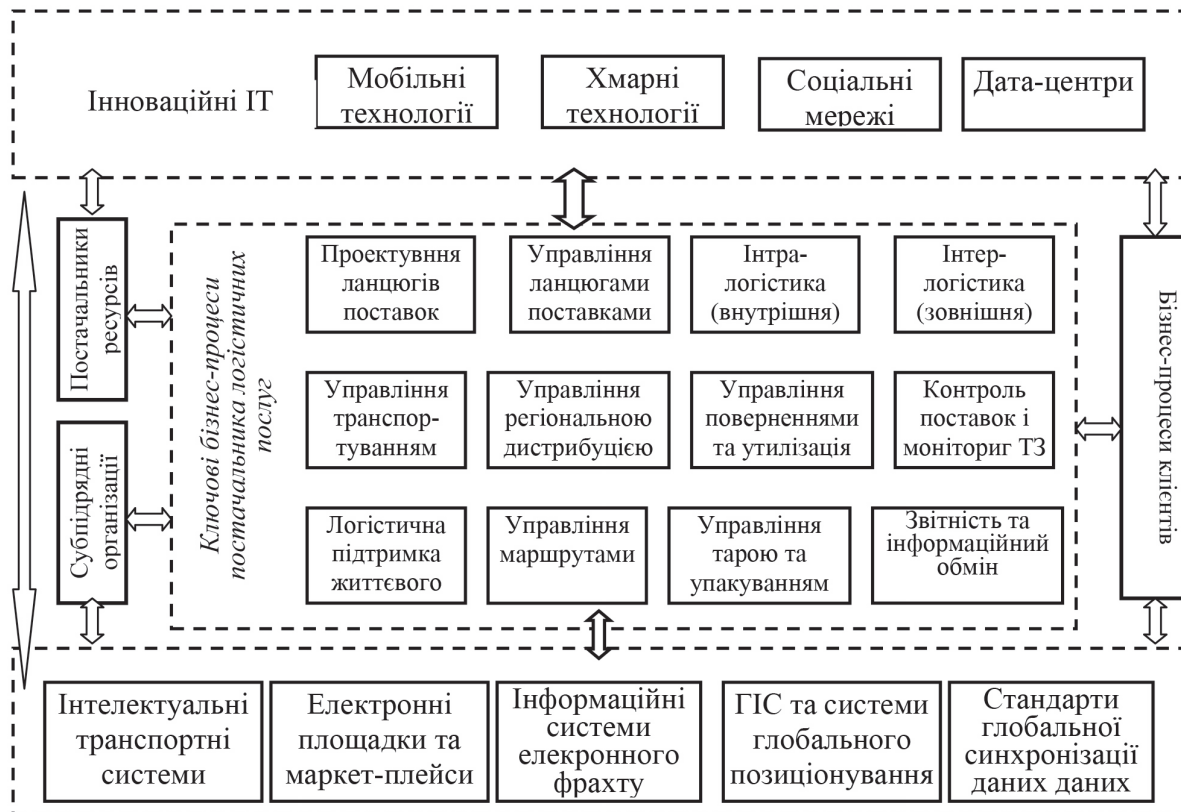 Інноваційні ІТ
Мобільні
технології
Хмарні
технології
Соціальні
мережі
Дата-центри
Постачальники
ресурсів
Субпідрядні
організації
Ключові бізнес-процеси
постачальника логістичних
послуг
Проектувння
ланцюгів
поставок
Управління
ланцюгами
поставками
Інтра-
логістика
(внутрішня)
Інтер-
логістика
(зовнішня)
Управління
транспор-
туванням
Управління
регіональною
дистрибуцією
Управління
поверненнями
та утилізація
Контроль
поставок і
моніториг ТЗ
Логістична
підтримка
життєвого
Управління
маршрутами
Управління
тарою та
упакуванням
Звітність та
інформаційний
обмін
Бізнес-процеси клієнтів
Інтелектуальні
транспортні
системи
Електронні
площадки та
маркет-плейси
Інформаційні
системи
елекронного
фрахту
ГІС та системи
глобального
позиціонування
Стандарти
глобальної
синхронізації
даних даних